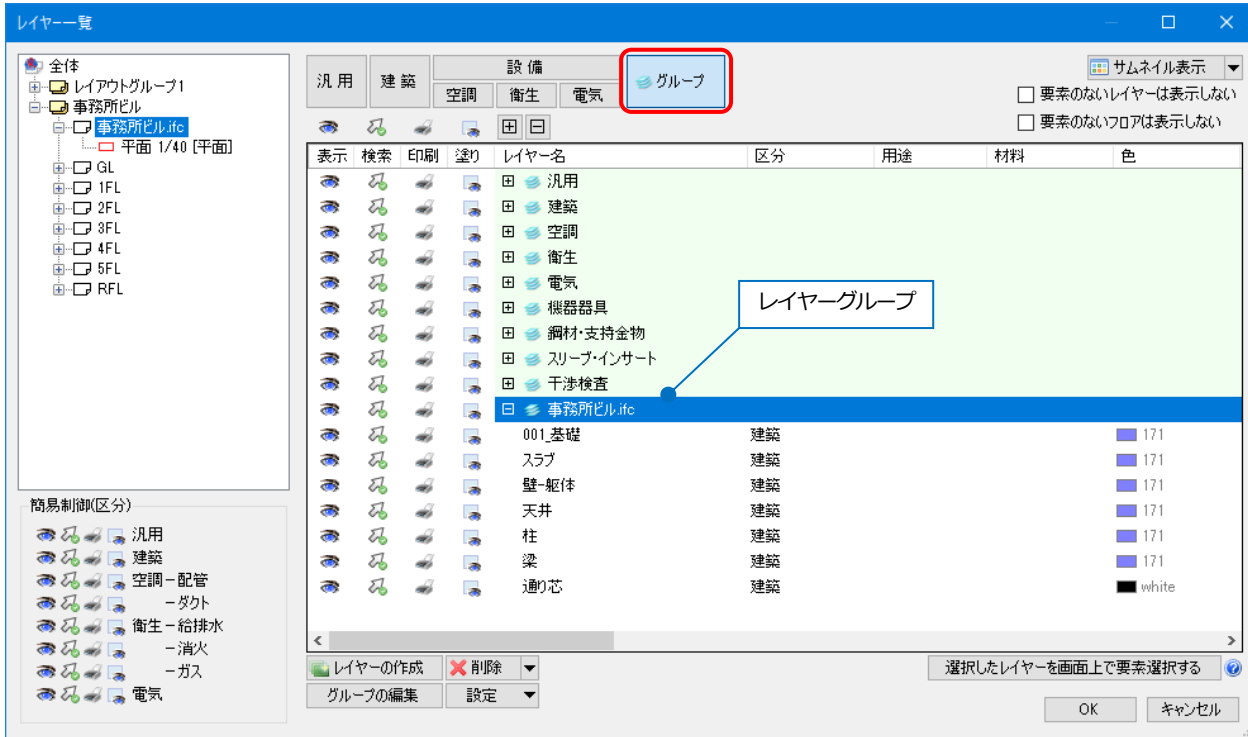 レイヤー一覧
全体
レイアウトグループ1
事務所ビル
事務所ビル.ifc
平面 1/40 [平面]
GL
1FL
2FL
3FL
4FL
5FL
RFL
簡易制御(区分)
汎用
建築
空調-配管
-ダクト
衛生-給排水
-消火
-ガス
電気
汎用 建築 設備 グループ
空調 衛生 電気
サムネイル表示
要素のないレイヤーは表示しない
要素のないフロアは表示しない
表示 検索 印刷 塗り レイヤー名 区分 用途 材料 色
汎用
建築
空調
衛生
電気
機器器具
鋼材・支持金物
スリーブ・インサート
干渉検査
レイヤーグループ
事務所ビル.ifc
001_基礎 建築 171
スラブ 建築 171
壁-躯体 建築 171
天井 建築 171
柱 建築 171
梁 建築 171
通り芯 建築 white
レイヤーの作成 削除 選択したレイヤーを画面上で要素選択する
グループの編集 設定
OK キャンセル